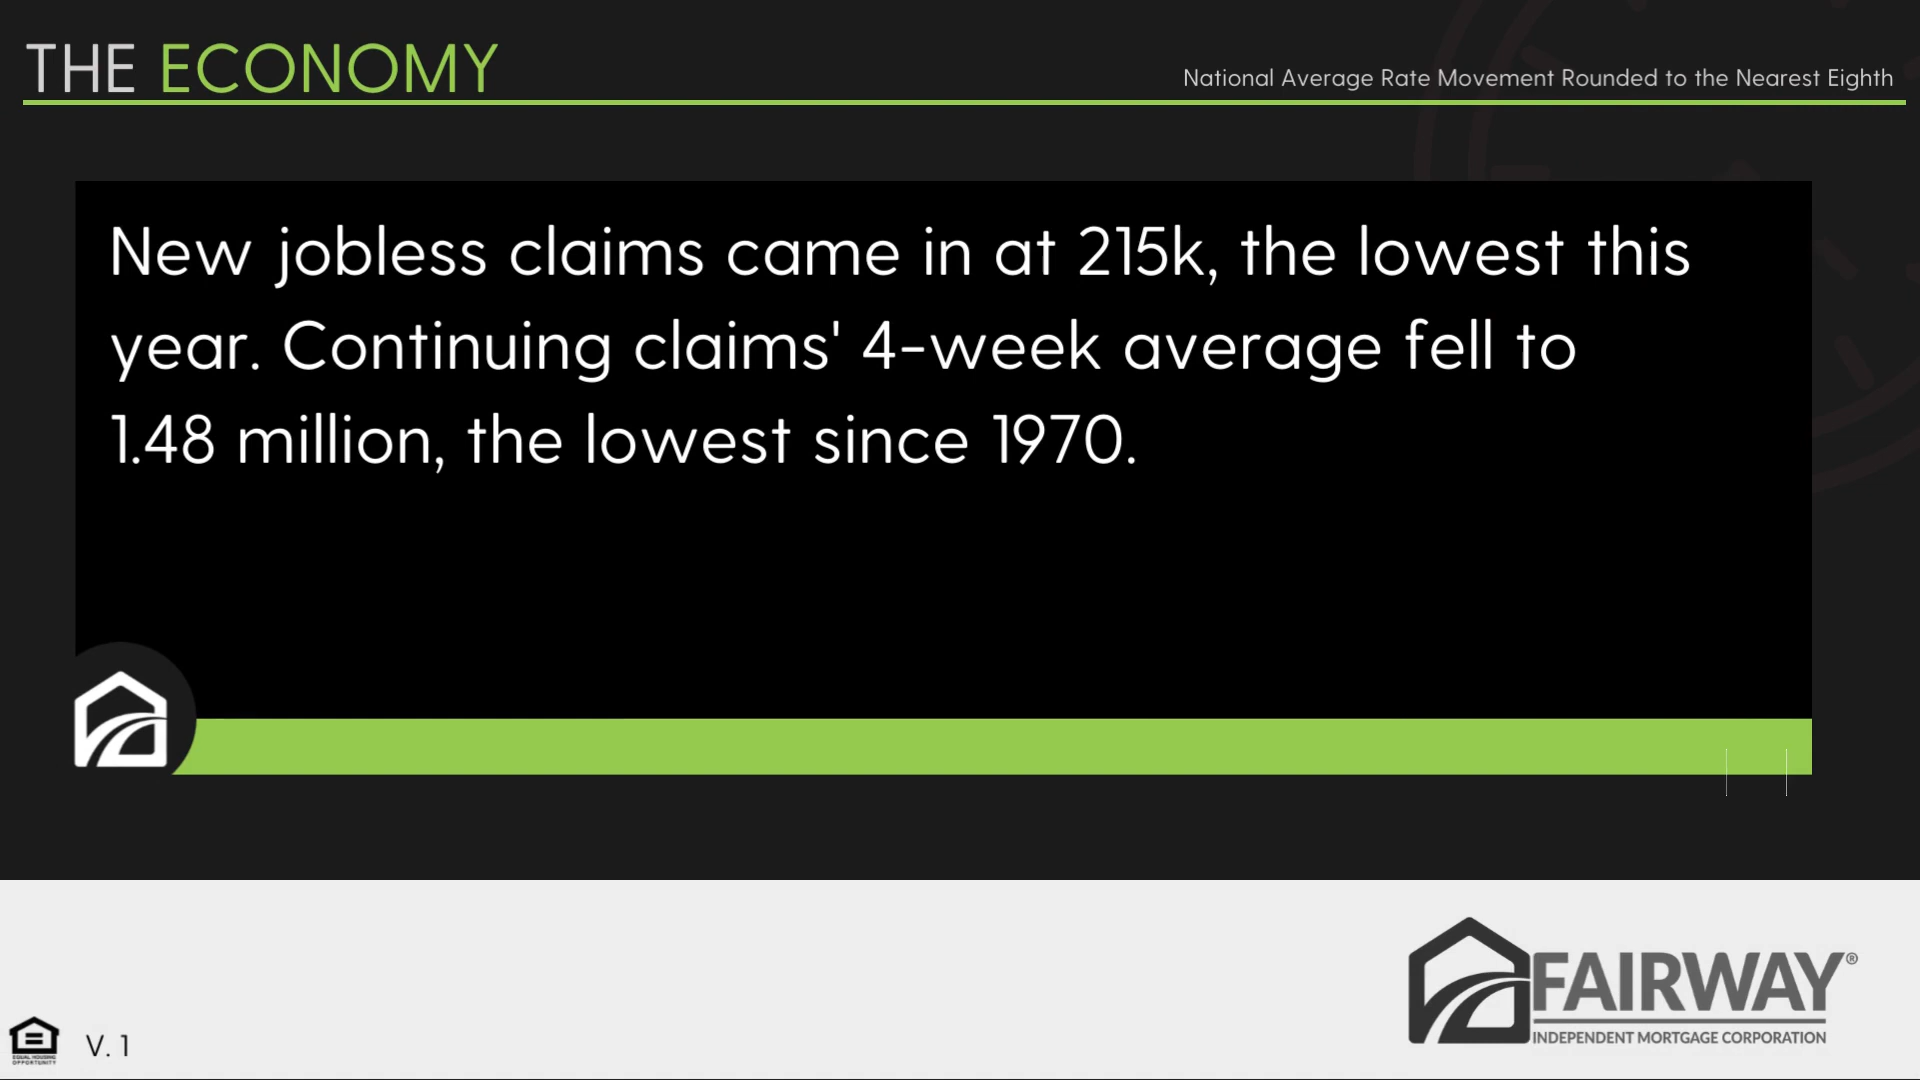 THE ECONOMY
National Average Rate Movement Rounded to the Nearest Eighth
New jobless claims came in at 215k, the lowest this
year. Continuing claims' 4-week average fell to
1.48 million, the lowest since 1970.
FAIRWAY®
INDEPENDENT MORTGAGE CORPORATION
EQUAL HOUSING
OPPORTUNITY
V. 1